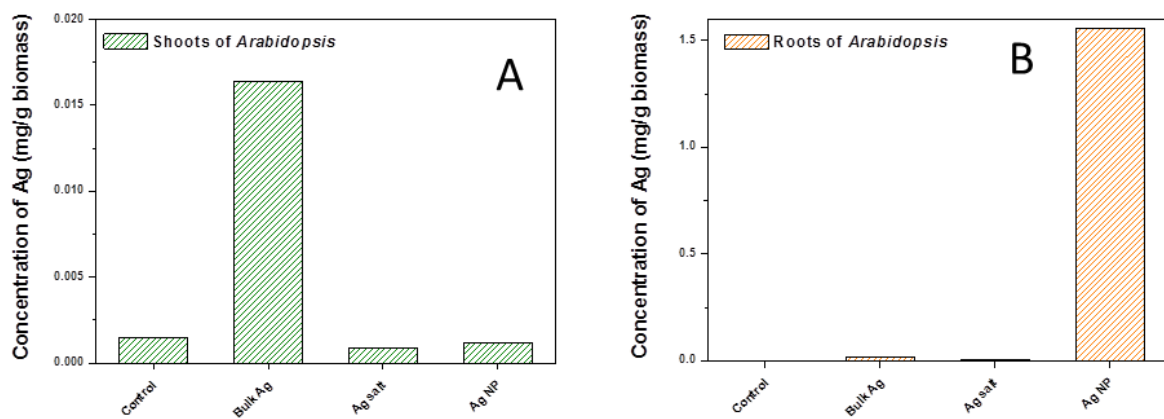 Concentration of Ag (mg/g biomass)
0.020
0.015
0.010
0.005
0.000
Shoots of Arabidopsis
A
Control
Bulk Ag
Ag salt
Ag NP
Concentration of Ag (mg/g biomass)
1.5
1.0
0.5
0.0
Roots of Arabidopsis
B
Control
Bulk Ag
Ag salt
Ag NP